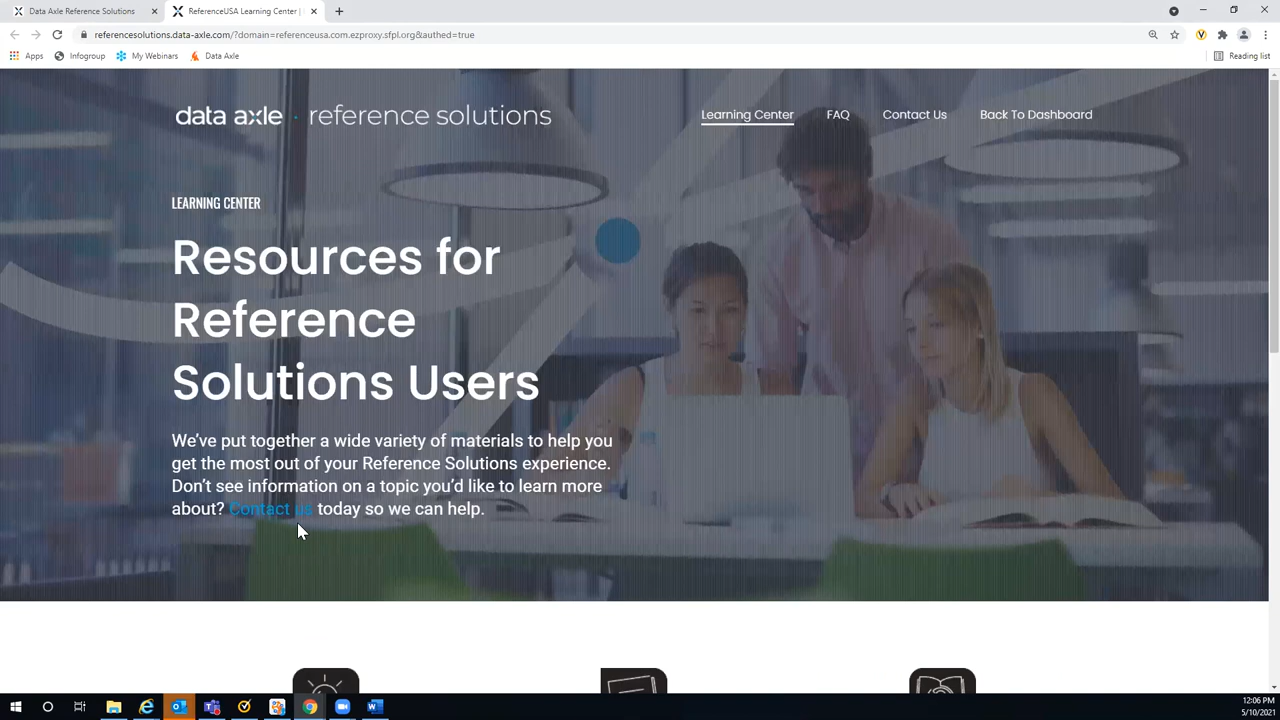 Data Axle Reference Solutions
ReferenceUSA Learning Center |
referencesolutions.data-axle.com/?domain=referenceusa.com.ezproxy.sfpl.org&authed=true
Apps Infogroup My Webinars Data Axle Reading list
data axle · reference solutions
Learning Center FAQ Contact Us Back To Dashboard
LEARNING CENTER
Resources for
Reference
Solutions Users
We've put together a wide variety of materials to help you
get the most out of your Reference Solutions experience.
Don't see information on a topic you'd like to learn more
about? Contact us today so we can help.
12:06 PM
5/10/2021